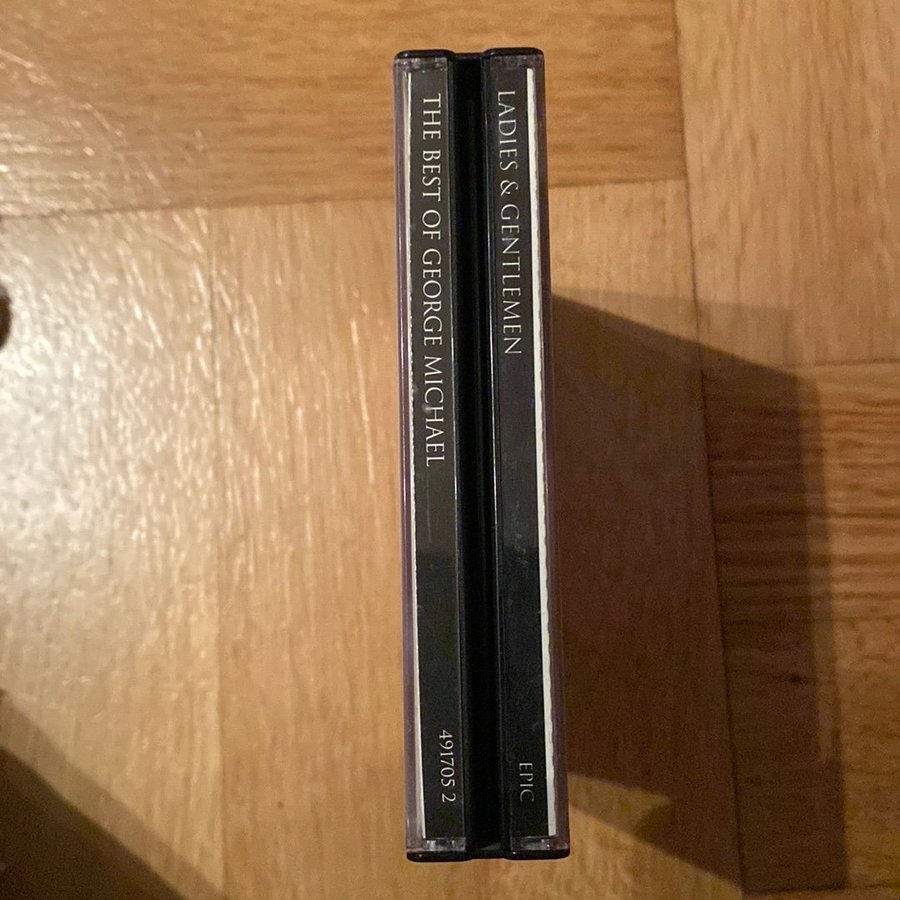 LADIES & GENTLEMEN
EPIC
THE BEST OF GEORGE MICHAEL
491705 2